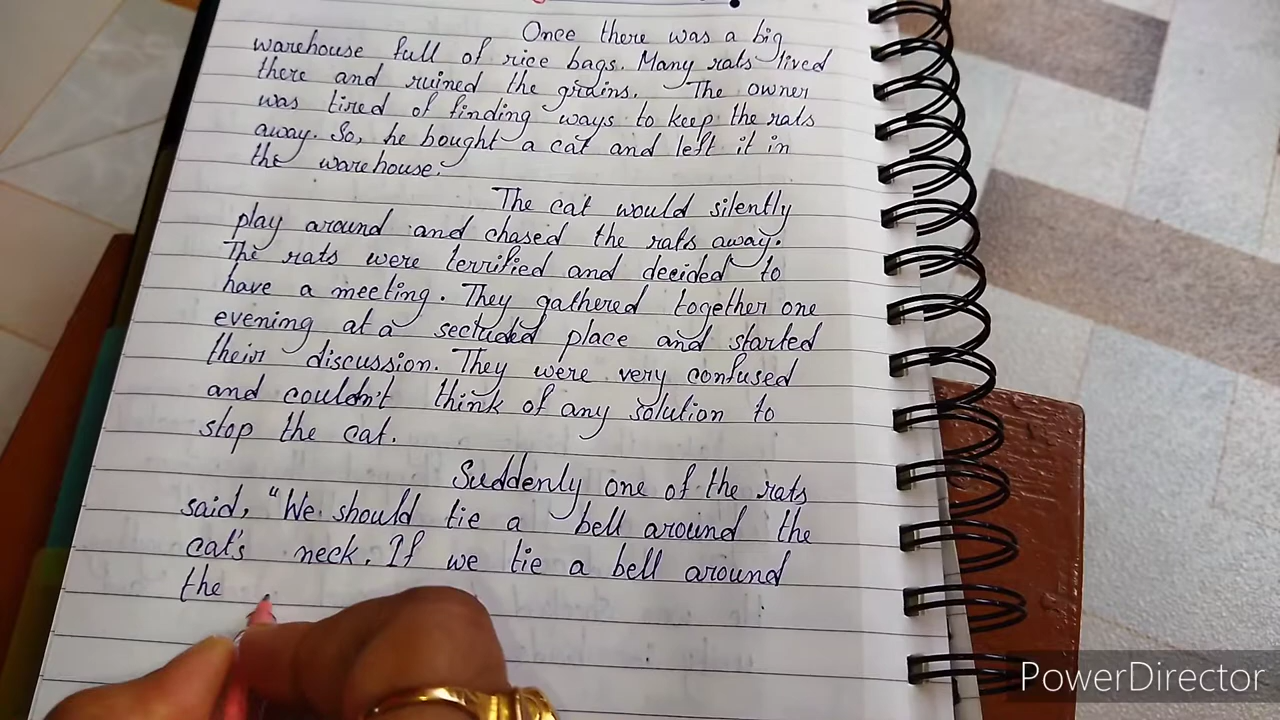 Once there was a big
warehouse full of rice bags. Many rats lived
there and ruined the grains. The owner
was tired of finding ways to keep the rats
away. So, he bought a cat and left it in
the warehouse.
The cat would silently
play around and chased the rats away.
The rats were terrified and decided to
have a meeting. They gathered together one
evening at a secluded place and started
their discussion. They were very confused
and couldn't think of any solution to
stop the cat.
Suddenly one of the rats
said, "We should tie a bell around the
cat's neck. If we tie a bell around
the
PowerDirector